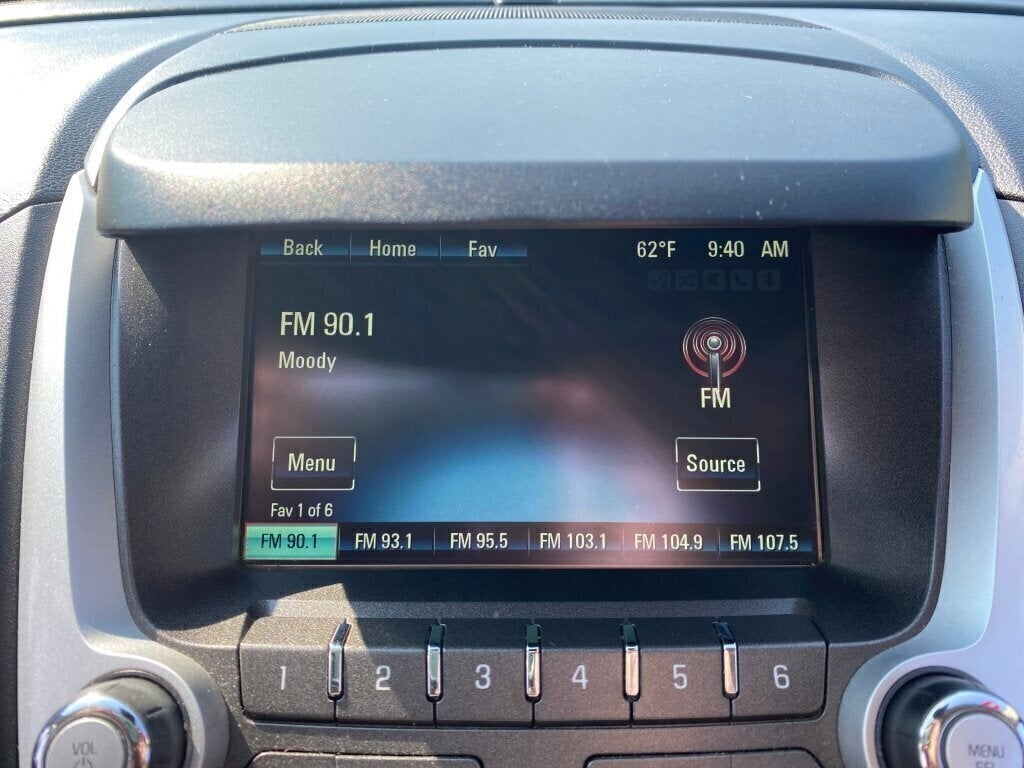 Back Home Fav 62°F 9:40 AM
FM 90.1
Moody
FM
Menu Source
Fav 1 of 6
FM 90.1 FM 93.1 FM 95.5 FM 103.1 FM 104.9 FM 107.5
1 2 3 4 5 6
VOL MENU
SEL